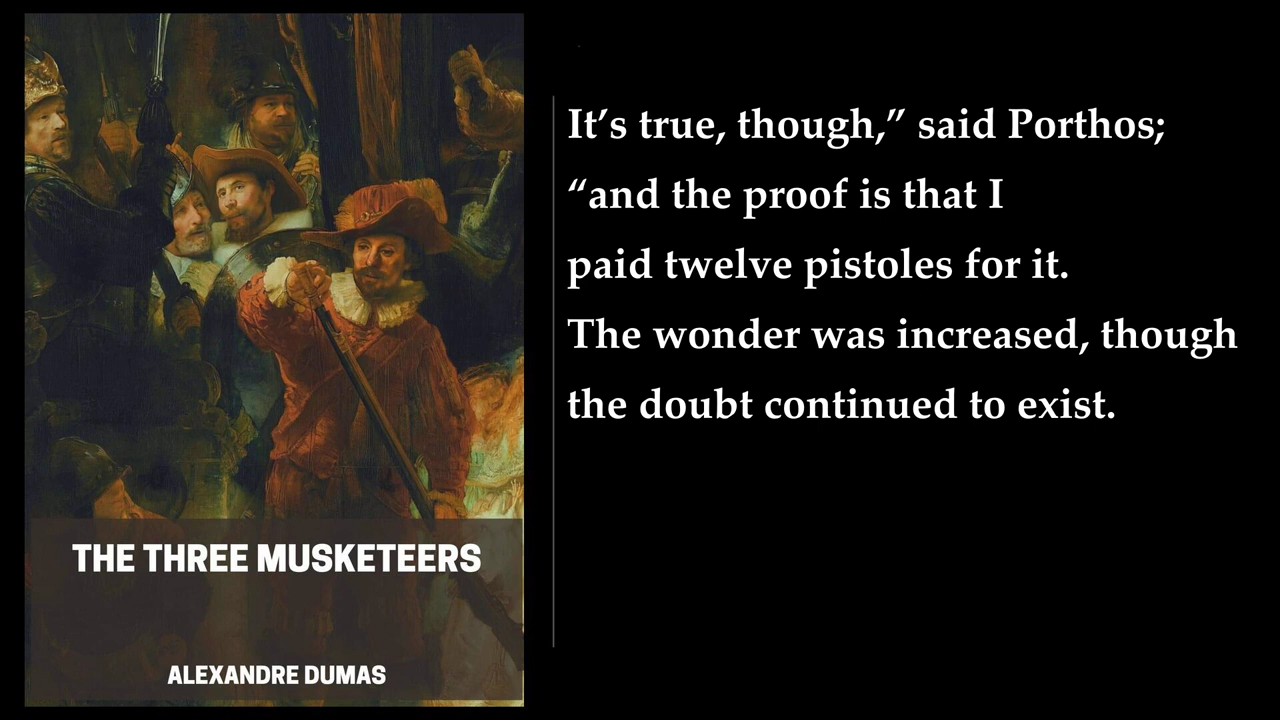 THE THREE MUSKETEERS
ALEXANDRE DUMAS
It’s true, though,” said Porthos;
“and the proof is that I
paid twelve pistoles for it.
The wonder was increased, though
the doubt continued to exist.